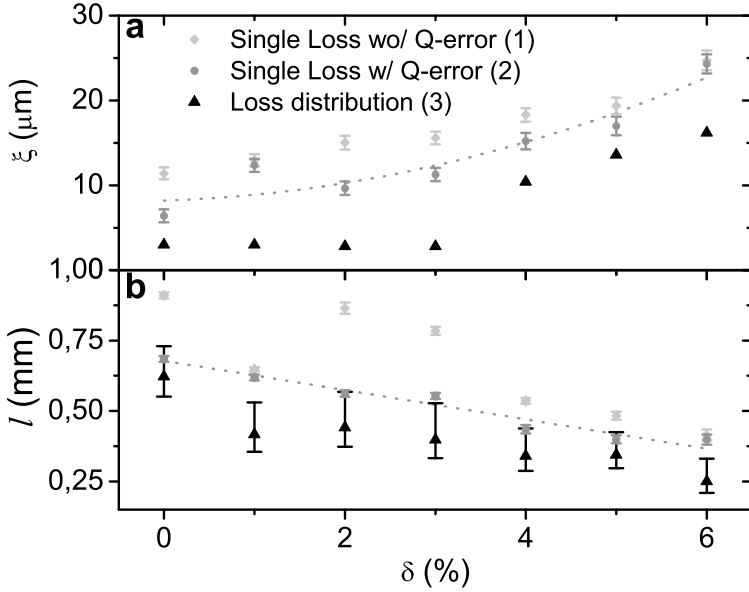 a
Single Loss wo/ Q-error (1)
Single Loss w/ Q-error (2)
Loss distribution (3)
30
20
10
ξ (μm)
b
1,00
0,75
0,50
0,25
l (mm)
0 2 4 6
δ (%)